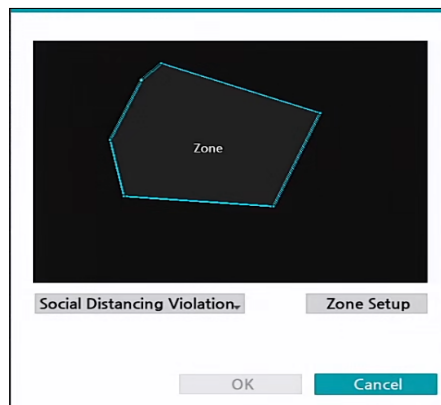 Zone
Social Distancing Violation
Zone Setup
OK
Cancel